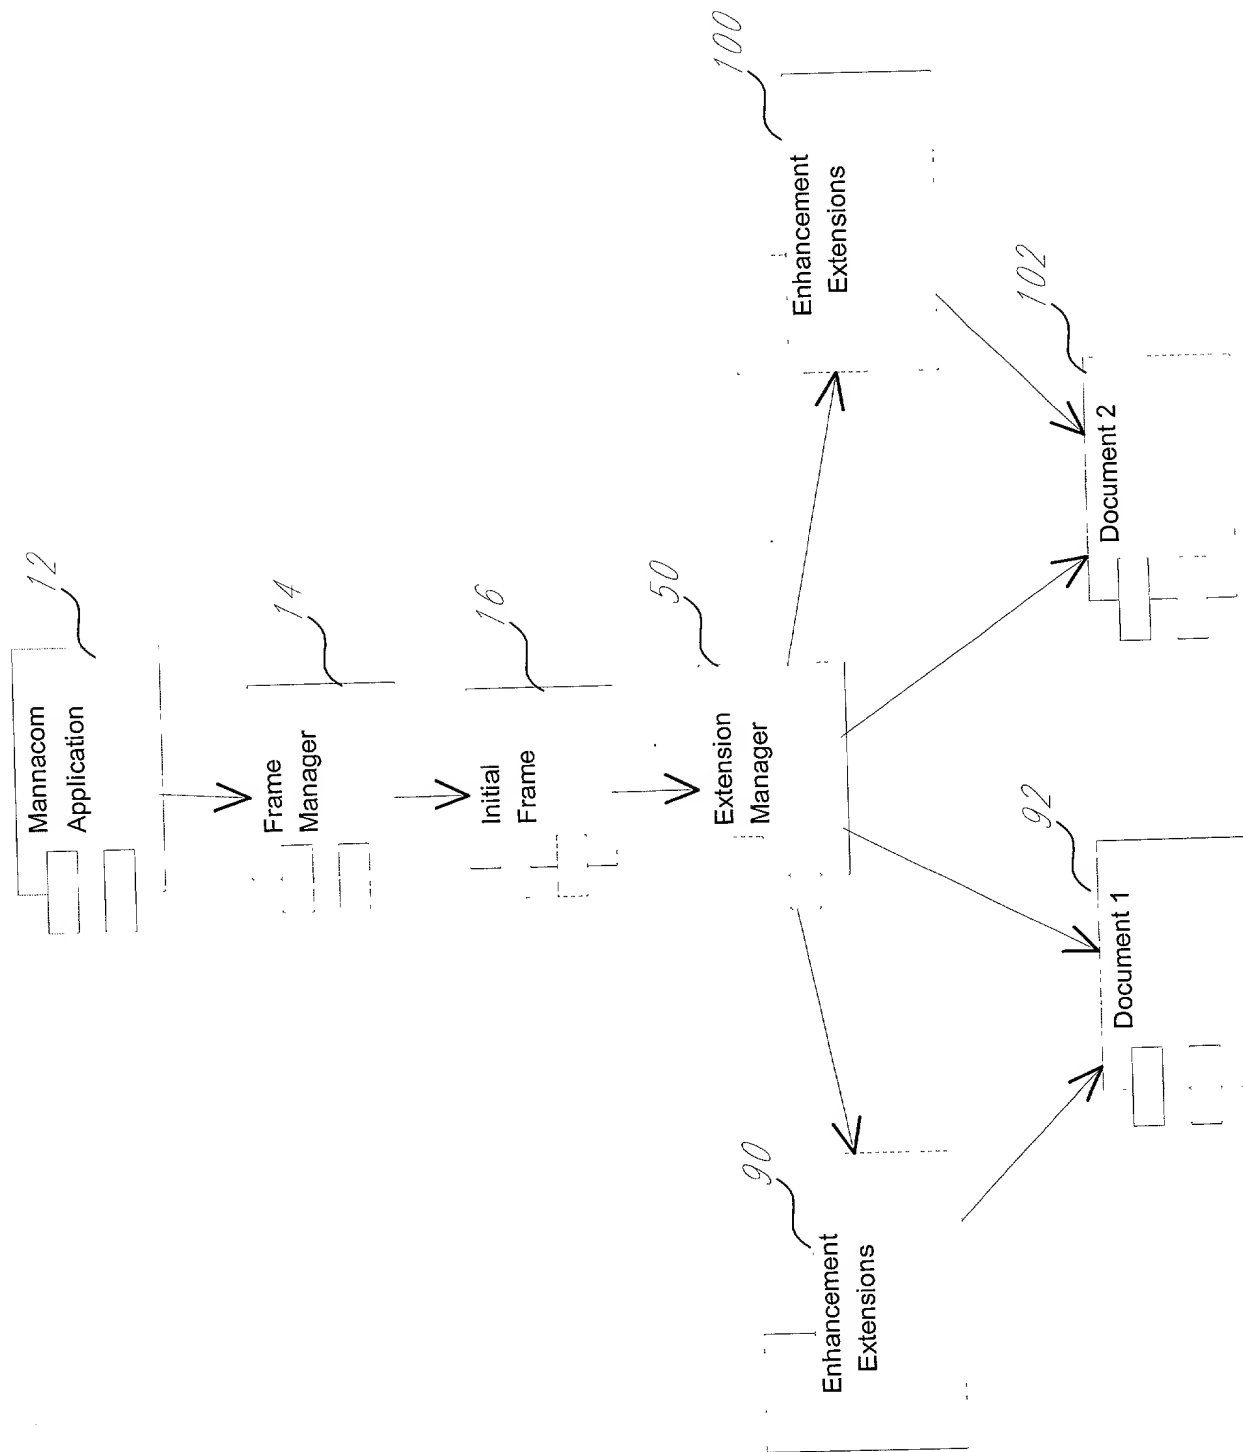 12
Mannacom
Application
14
Frame
Manager
16
Initial
Frame
50
Extension
Manager
100
Enhancement
Extensions
90
Enhancement
Extensions
102
Document 2
92
Document 1